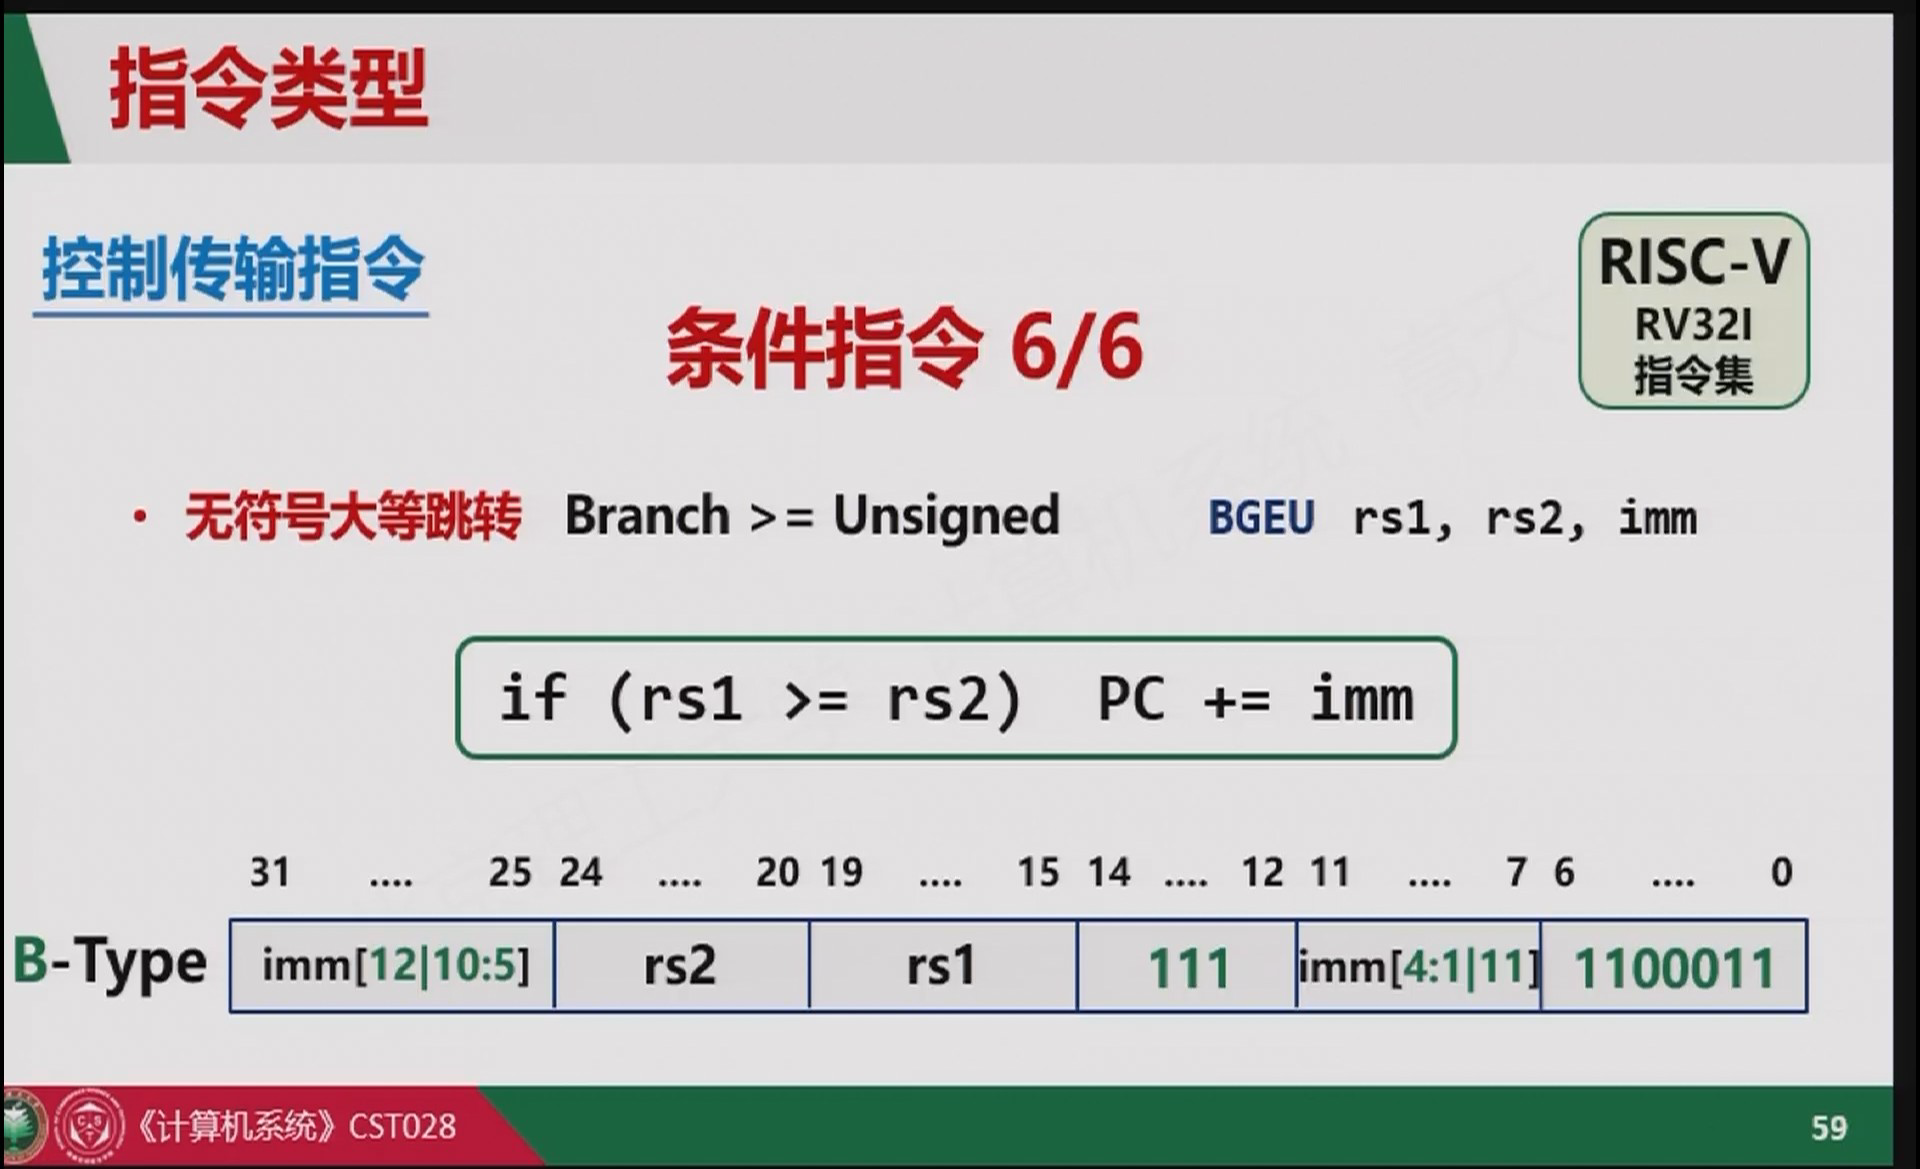 指令类型
控制传输指令
RISC-V
RV32I
指令集
条件指令 6/6
• 无符号大等跳转 Branch >= Unsigned BGEU rs1, rs2, imm
if (rs1 >= rs2) PC += imm
31 .... 25 24 .... 20 19 .... 15 14 .... 12 11 .... 7 6 .... 0
B-Type imm[12|10:5] rs2 rs1 111 imm[4:1|11] 1100011
《计算机系统》CST028
59